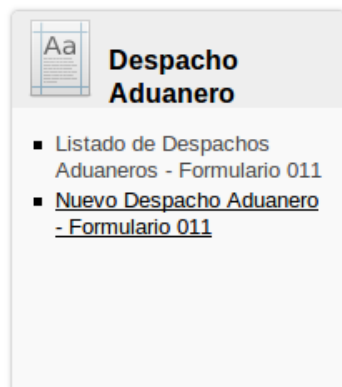 Aa
Despacho
Aduanero
Listado de Despachos
Aduaneros - Formulario 011
Nuevo Despacho Aduanero
- Formulario 011